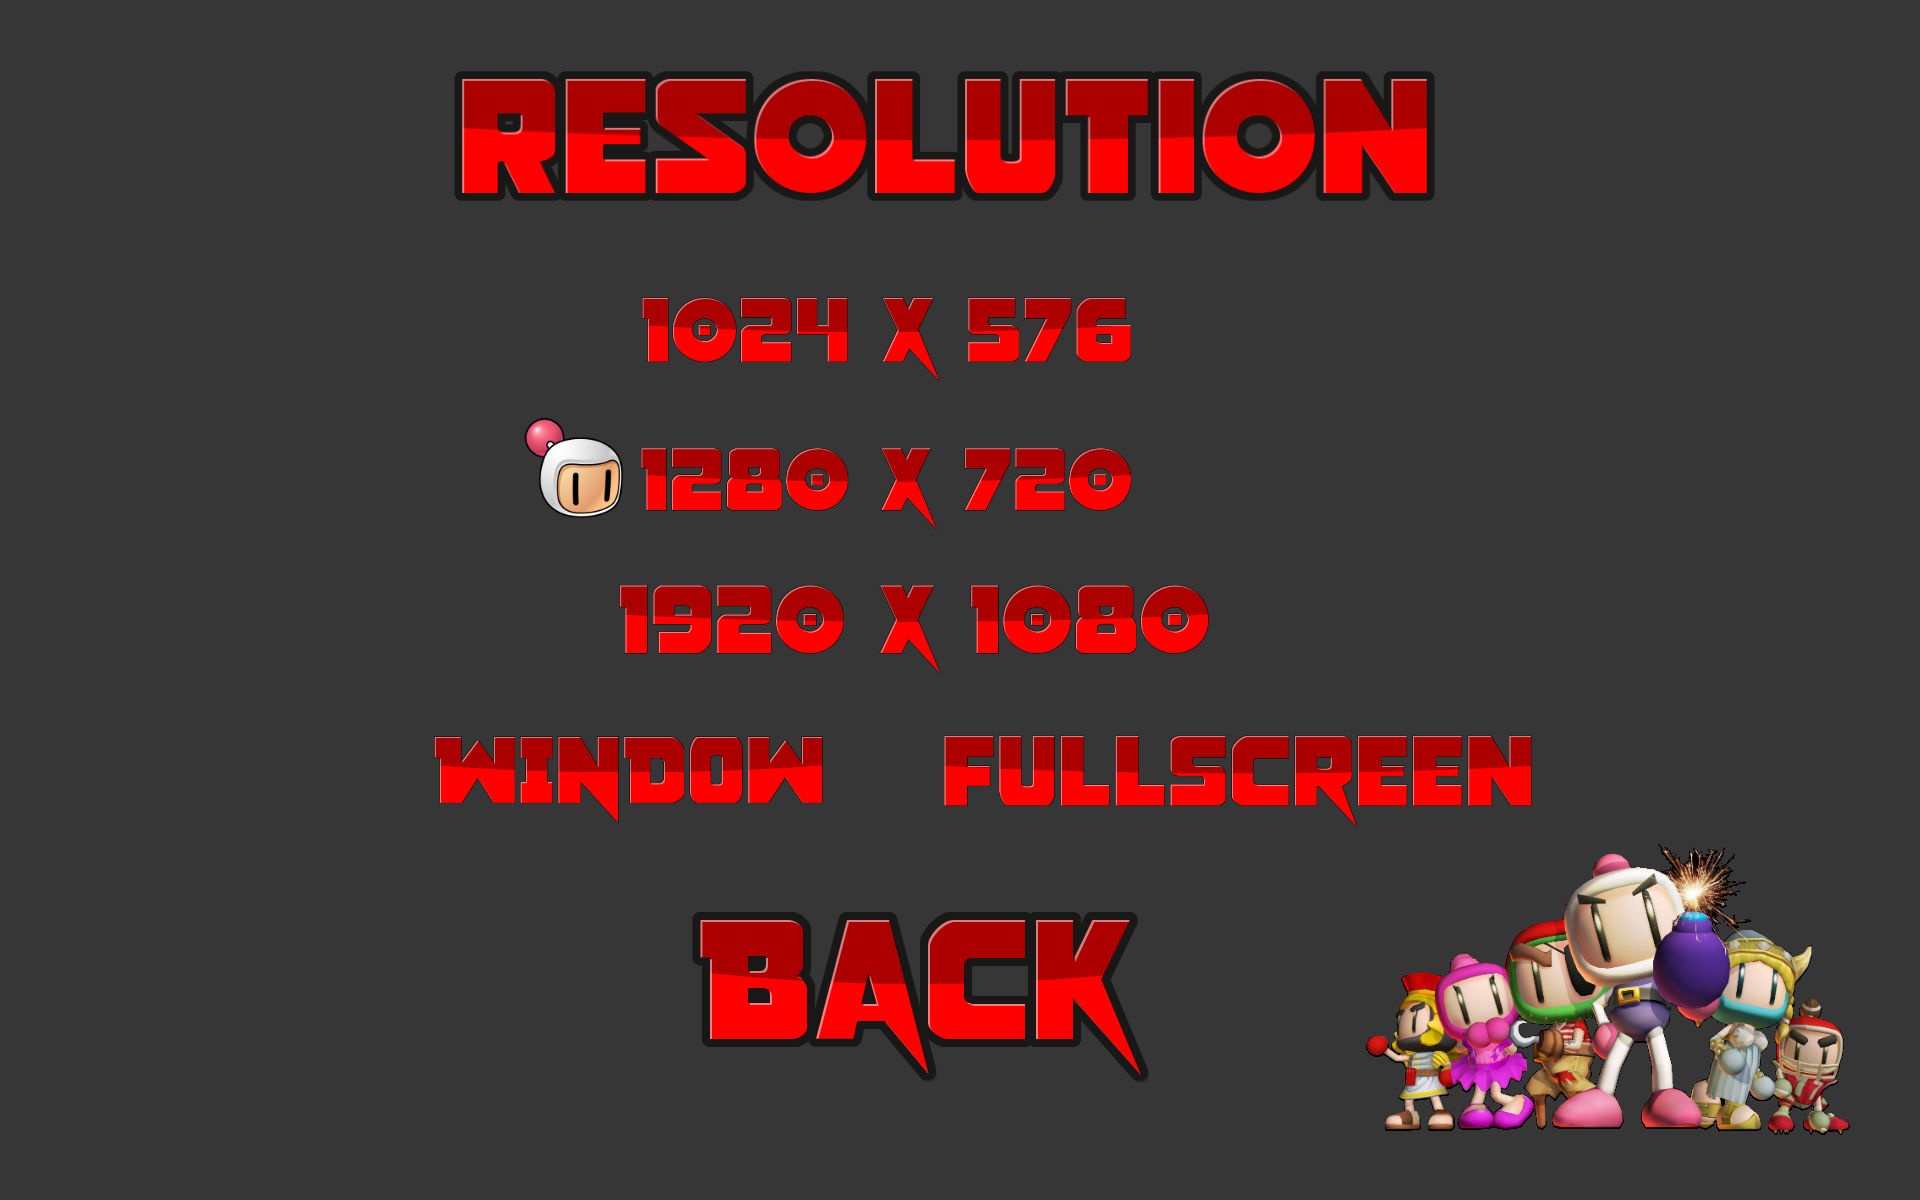 RESOLUTION
1024 X 576
1280 X 720
1920 X 1080
WINDOW FULLSCREEN
BACK